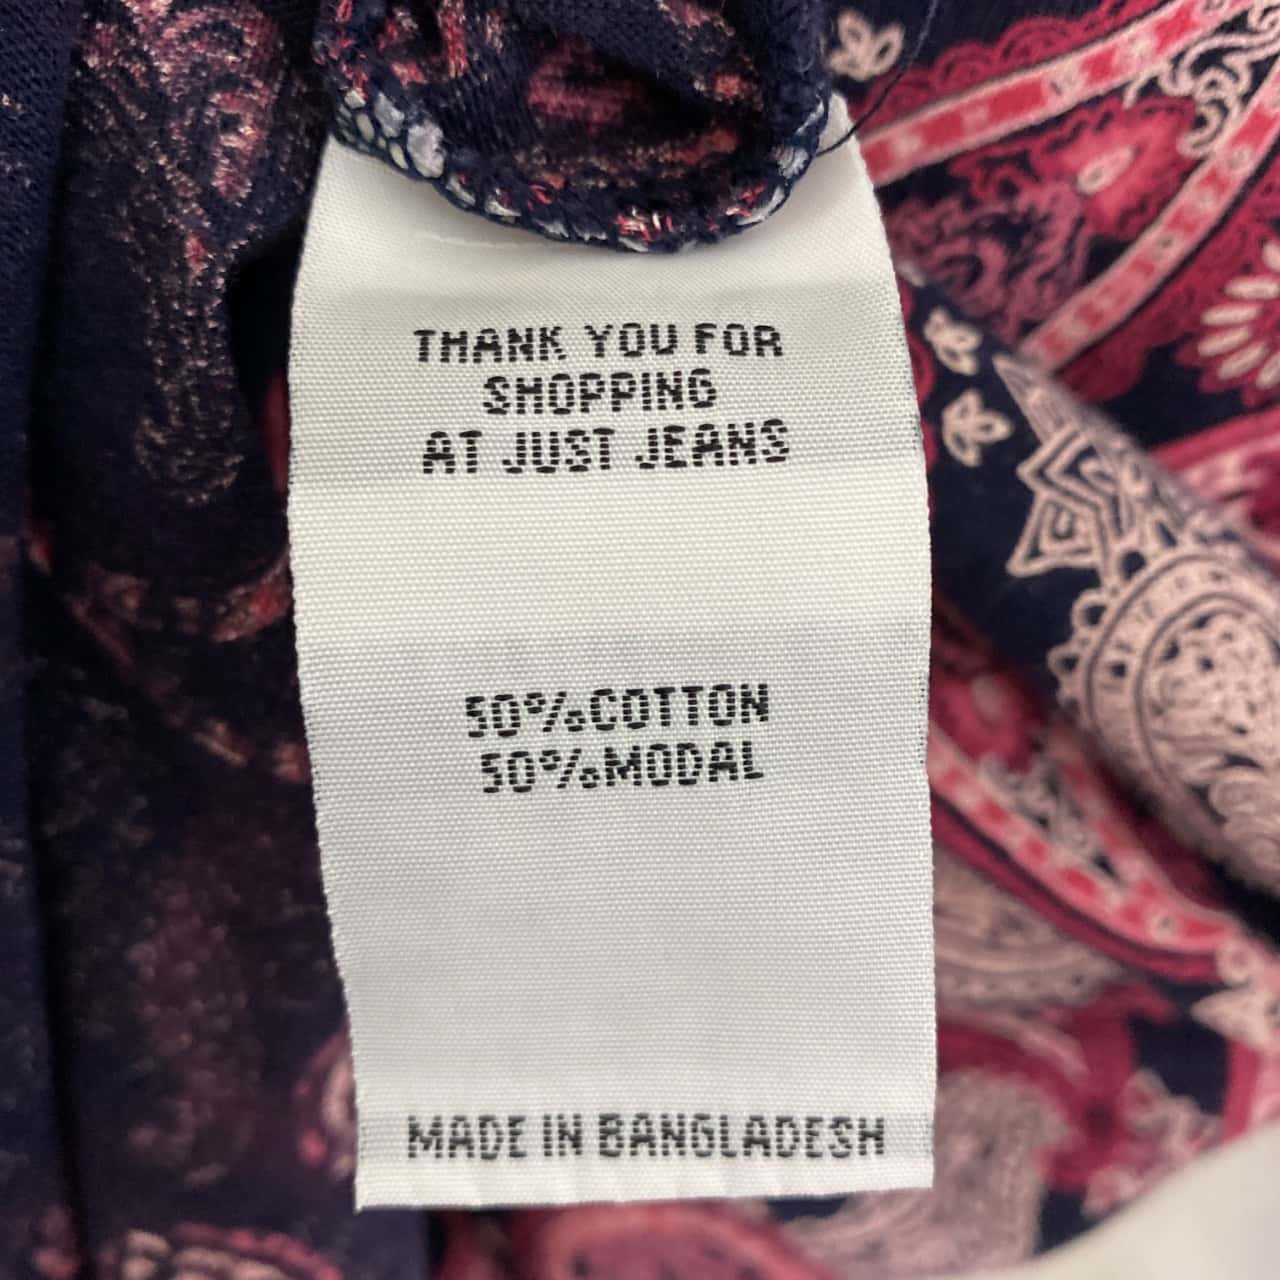 THANK YOU FOR
SHOPPING
AT JUST JEANS
50%COTTON
50%MODAL
MADE IN BANGLADESH